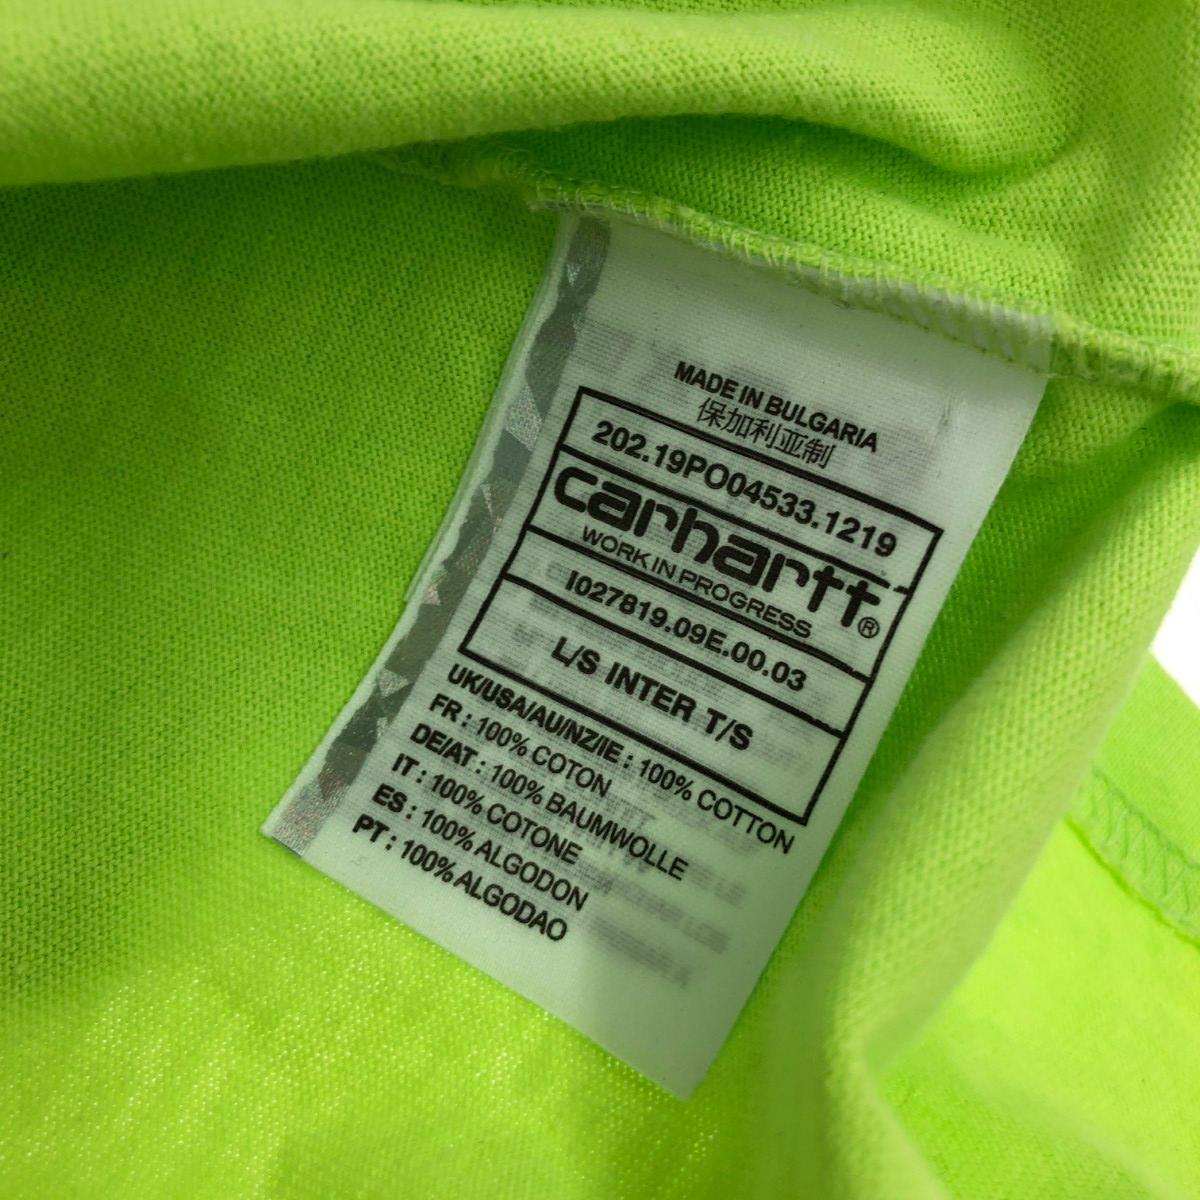 MADE IN BULGARIA
保加利亚制
202.19PO04533.1219
carhartt®
WORK IN PROGRESS
I027819.09E.00.03
L/S INTER T/S
UK/USA/AU/NZ/IE : 100% COTTON
FR : 100% COTON
DE/AT : 100% BAUMWOLLE
IT : 100% COTONE
ES : 100% ALGODON
PT : 100% ALGODAO